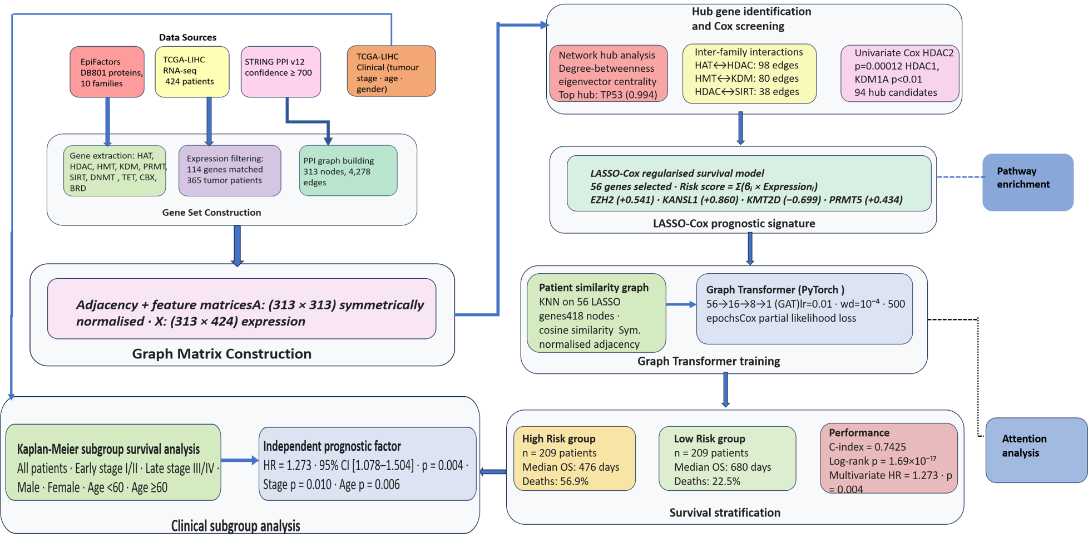 Data Sources
EpiFactors
DB801 proteins,
10 families
TCGA-LIHC
RNA-seq
424 patients
STRING PPI v12
confidence ≥ 700
TCGA-LIHC
Clinical (tumour
stage · age ·
gender)
Gene extraction: HAT,
HDAC, HMT, KDM, PRMT,
SIRT, DNMT , TET, CBX,
BRD
Expression filtering:
114 genes matched
365 tumor patients
PPI graph building
313 nodes, 4,278
edges
Gene Set Construction
Adjacency + feature matricesA: (313 × 313) symmetrically
normalised · X: (313 × 424) expression
Graph Matrix Construction
Hub gene identification
and Cox screening
Network hub analysis
Degree-betweenness
eigenvector centrality
Top hub: TP53 (0.994)
Inter-family interactions
HAT↔HDAC: 98 edges
HMT↔KDM: 80 edges
HDAC↔SIRT: 38 edges
Univariate Cox HDAC2
p=0.00012 HDAC1,
KDM1A p<0.01
94 hub candidates
LASSO-Cox regularised survival model
56 genes selected · Risk score = Σ(βᵢ × Expressionᵢ)
EZH2 (+0.541) · KANSL1 (+0.860) · KMT2D (−0.699) · PRMT5 (+0.434)
LASSO-Cox prognostic signature
Pathway
enrichment
Patient similarity graph
KNN on 56 LASSO
genes418 nodes ·
cosine similarity Sym.
normalised adjacency
Graph Transformer (PyTorch )
56→16→8→1 (GAT)lr=0.01 · wd=10⁻⁴ · 500
epochsCox partial likelihood loss
Graph Transformer training
Attention
analysis
High Risk group
n = 209 patients
Median OS: 476 days
Deaths: 56.9%
Low Risk group
n = 209 patients
Median OS: 680 days
Deaths: 22.5%
Performance
C-index = 0.7425
Log-rank p = 1.69×10⁻¹⁷
Multivariate HR = 1.273 · p
= 0.004
Survival stratification
Kaplan-Meier subgroup survival analysis
All patients · Early stage I/II · Late stage III/IV ·
Male · Female · Age <60 · Age ≥60
Independent prognostic factor
HR = 1.273 · 95% CI [1.078–1.504] · p = 0.004 ·
Stage p = 0.010 · Age p = 0.006
Clinical subgroup analysis